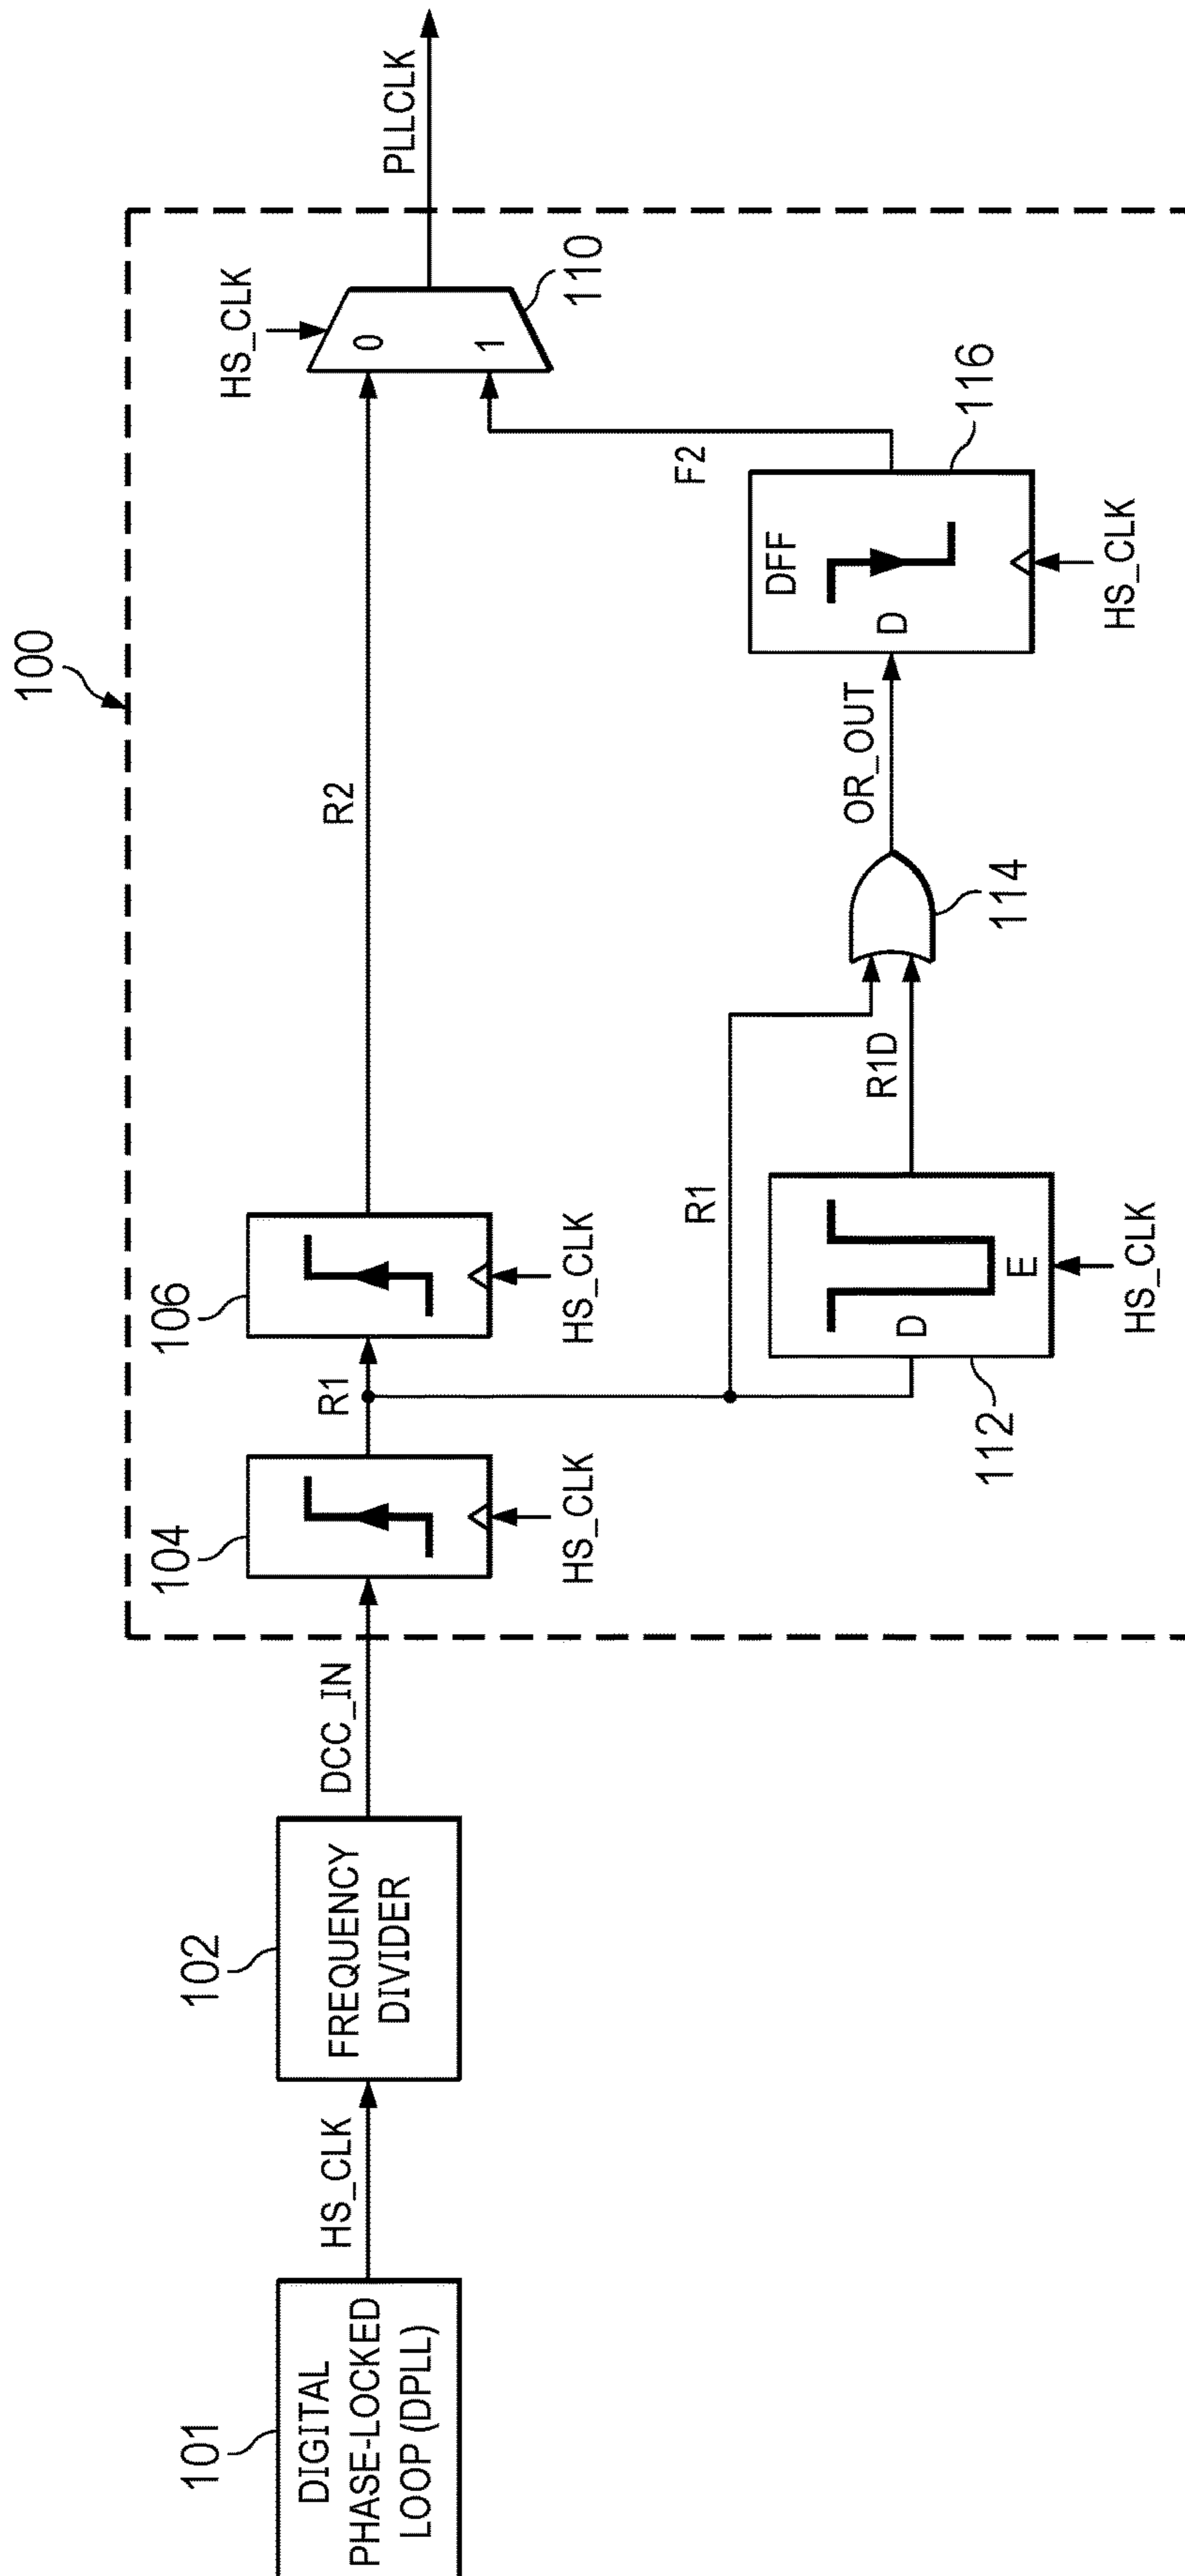 100
101
DIGITAL
PHASE-LOCKED
LOOP (DPLL)
HS_CLK
102
FREQUENCY
DIVIDER
DCC_IN
104
HS_CLK
R1
106
HS_CLK
R2
HS_CLK
0
1
110
PLLCLK
R1
D
E
112
HS_CLK
R1D
114
OR_OUT
DFF
D
116
HS_CLK
F2